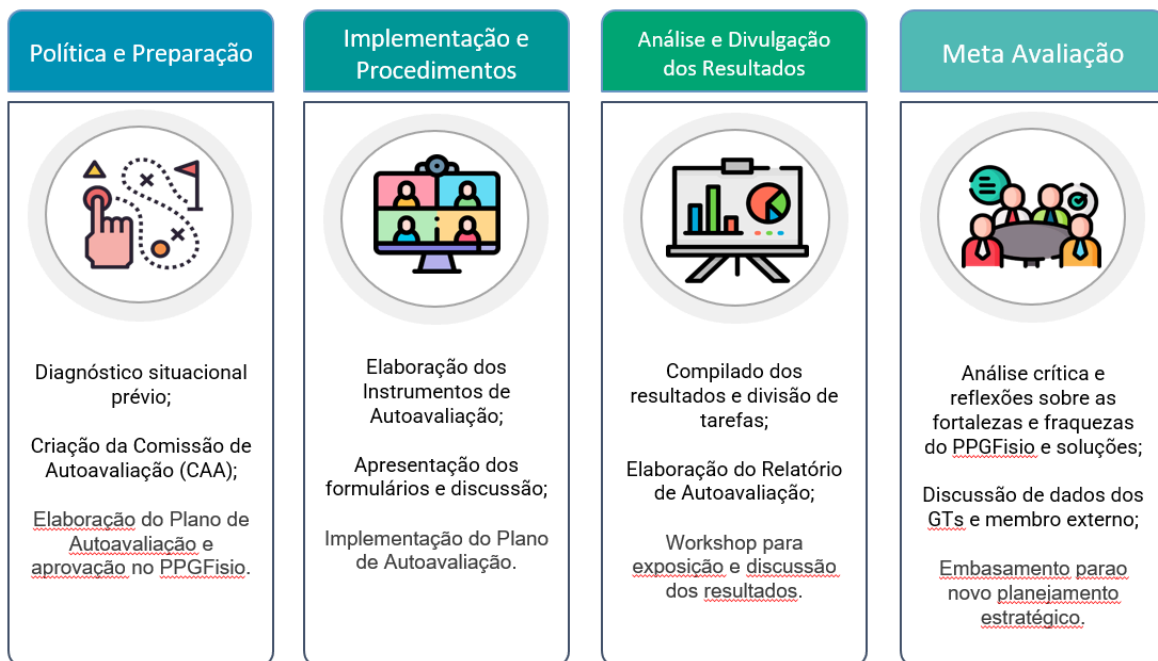 Política e Preparação
Diagnóstico situacional
prévio;
Criação da Comissão de
Autoavaliação (CAA);
Elaboração do Plano de
Autoavaliação e
aprovação no PPGFisio.
Implementação e
Procedimentos
Elaboração dos
Instrumentos de
Autoavaliação;
Apresentação dos
formulários e discussão;
Implementação do Plano
de Autoavaliação.
Análise e Divulgação
dos Resultados
Compilado dos
resultados e divisão de
tarefas;
Elaboração do Relatório
de Autoavaliação;
Workshop para
exposição e discussão
dos resultados.
Meta Avaliação
Análise crítica e
reflexões sobre as
fortalezas e fraquezas
do PPGFisio e soluções;
Discussão de dados dos
GTs e membro externo;
Embasamento parao
novo planejamento
estratégico.